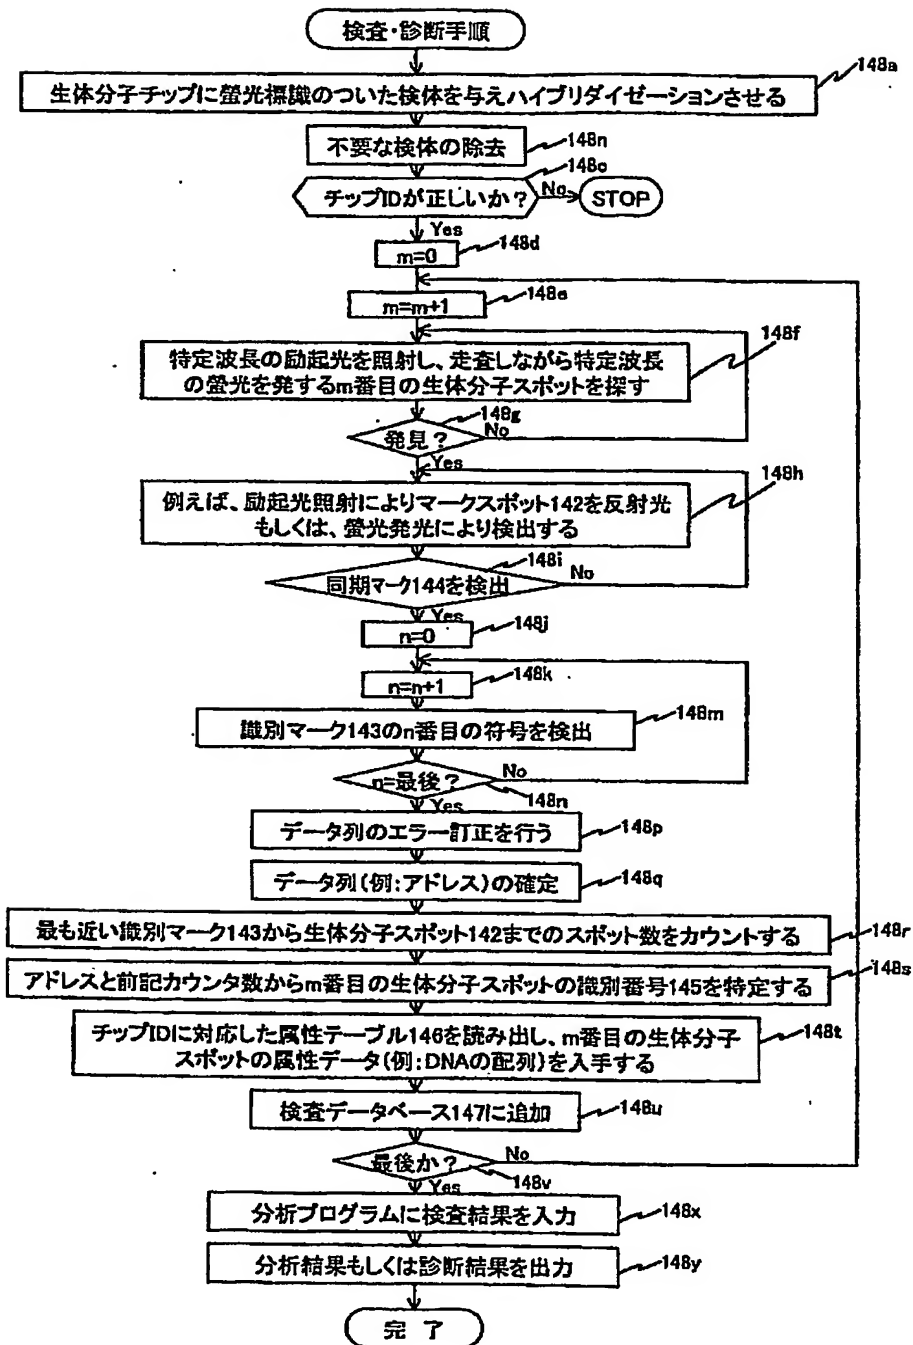 検査・診断手順
148a
生体分子チップに螢光標識のついた検体を与えハイブリダイゼーションさせる
148n
不要な検体の除去
148c
チップIDが正しいか？
No
STOP
Yes
148d
m=0
148e
m=m+1
148f
特定波長の励起光を照射し、走査しながら特定波長
の螢光を発するm番目の生体分子スポットを探す
148g
発見？
No
Yes
148h
例えば、励起光照射によりマークスポット142を反射光
もしくは、螢光発光により検出する
148i
同期マーク144を検出
No
Yes
148j
n=0
148k
n=n+1
148m
識別マーク143のn番目の符号を検出
n=最後？
No
148n
Yes
データ列のエラー訂正を行う
148p
データ列(例:アドレス)の確定
148q
最も近い識別マーク143から生体分子スポット142までのスポット数をカウントする
148r
アドレスと前記カウンタ数からm番目の生体分子スポットの識別番号145を特定する
148s
チップIDに対応した属性テーブル146を読み出し、m番目の生体分子
スポットの属性データ(例:DNAの配列)を入手する
148t
検査データベース147に追加
148u
最後か？
No
148v
Yes
分析プログラムに検査結果を入力
148x
分析結果もしくは診断結果を出力
148y
完 了